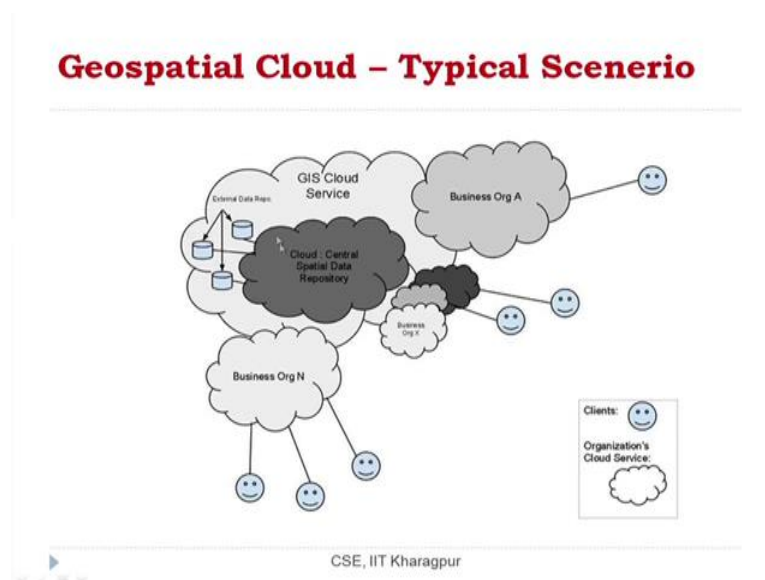 Geospatial Cloud – Typical Scenerio
GIS Cloud
Service
External Data Repo.
Business Org A
Cloud : Central
Spatial Data
Repository
Business
Org X
Business Org N
Clients:
Organization's
Cloud Service:
CSE, IIT Kharagpur